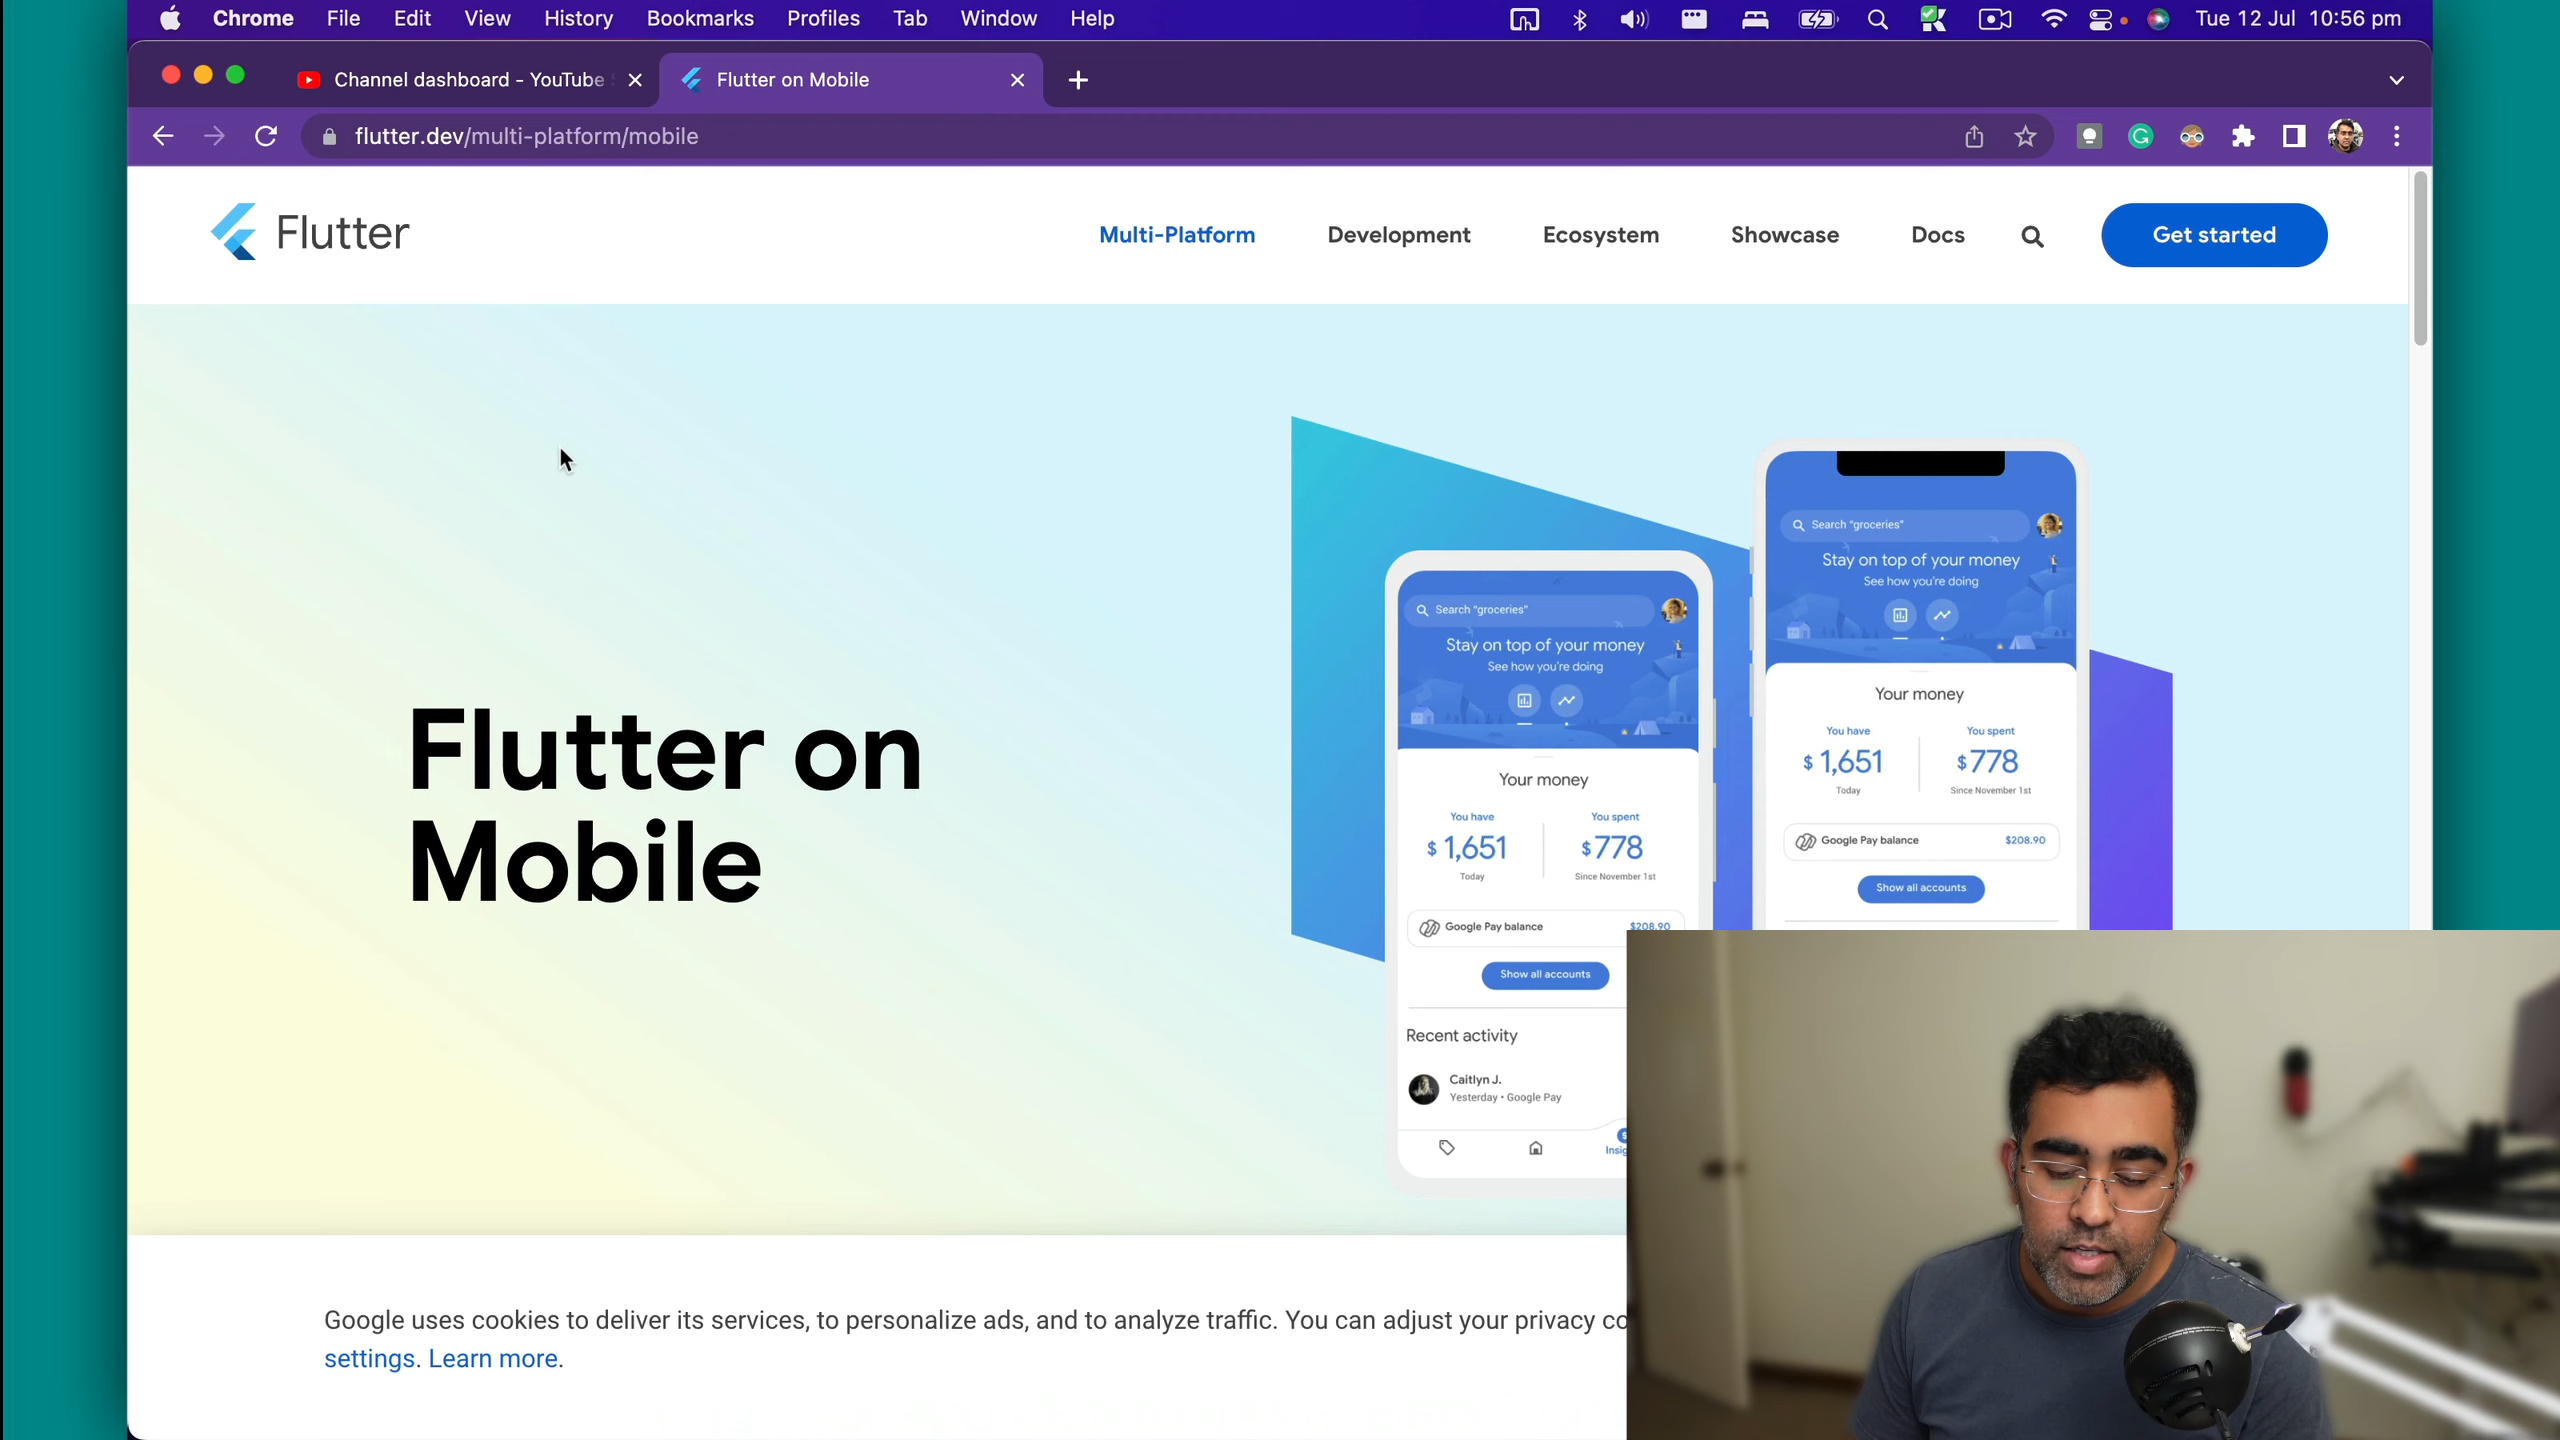 Chrome File Edit View History Bookmarks Profiles Tab Window Help Tue 12 Jul 10:56 pm
Channel dashboard - YouTube Flutter on Mobile
flutter.dev/multi-platform/mobile
Flutter Multi-Platform Development Ecosystem Showcase Docs Get started
Flutter on
Mobile
Search "groceries"
Stay on top of your money
See how you're doing
Your money
You have You spent
$ 1,651 $ 778
Today Since November 1st
Google Pay balance $208.90
Show all accounts
Recent activity
Caitlyn J.
Yesterday • Google Pay
Search "groceries"
Stay on top of your money
See how you're doing
Your money
You have You spent
$ 1,651 $ 778
Today Since November 1st
Google Pay balance $208.90
Show all accounts
Google uses cookies to deliver its services, to personalize ads, and to analyze traffic. You can adjust your privacy
settings. Learn more.